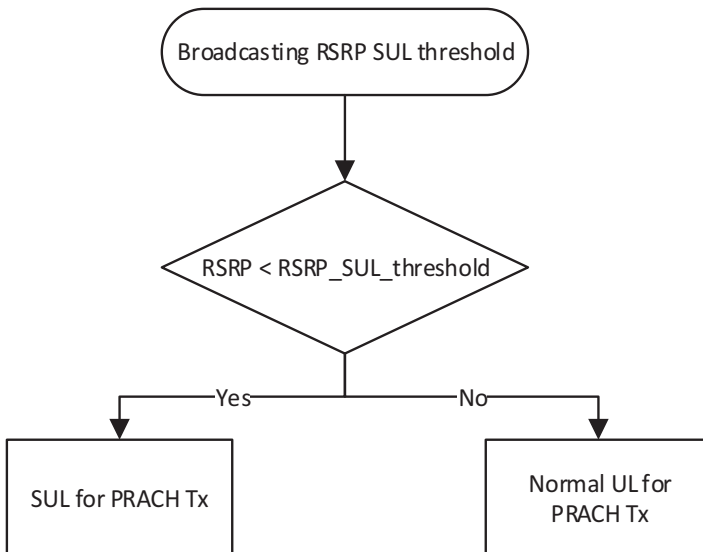 Broadcasting RSRP SUL threshold
RSRP < RSRP_SUL_threshold
Yes
No
SUL for PRACH Tx
Normal UL for
PRACH Tx